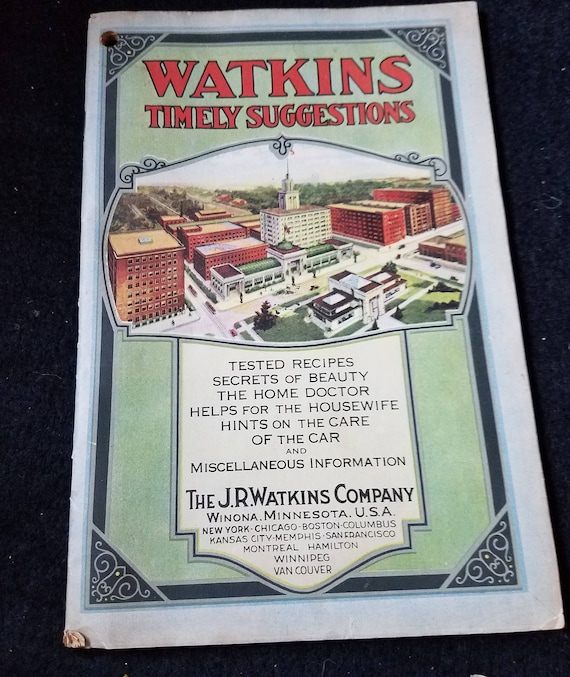 WATKINS
TIMELY SUGGESTIONS
TESTED RECIPES
SECRETS OF BEAUTY
THE HOME DOCTOR
HELPS FOR THE HOUSEWIFE
HINTS ON THE CARE
OF THE CAR
AND
MISCELLANEOUS INFORMATION
THE J.R.WATKINS COMPANY
WINONA, MINNESOTA, U.S.A.
NEW YORK-CHICAGO-BOSTON-COLUMBUS
KANSAS CITY-MEMPHIS-SAN FRANCISCO
MONTREAL HAMILTON
WINNIPEG
VAN COUVER